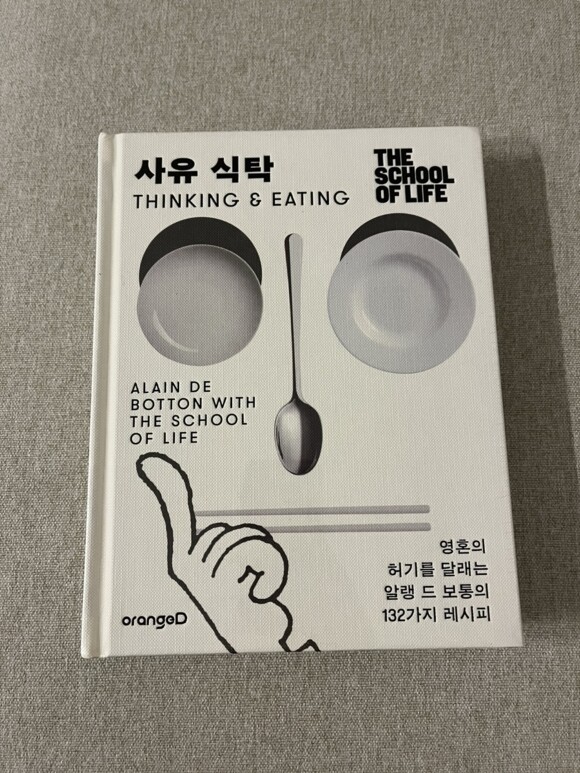 사유 식탁
THINKING & EATING
THE
SCHOOL
OF LIFE
ALAIN DE
BOTTON WITH
THE SCHOOL
OF LIFE
영혼의
허기를 달래는
알랭 드 보통의
132가지 레시피
orangeD